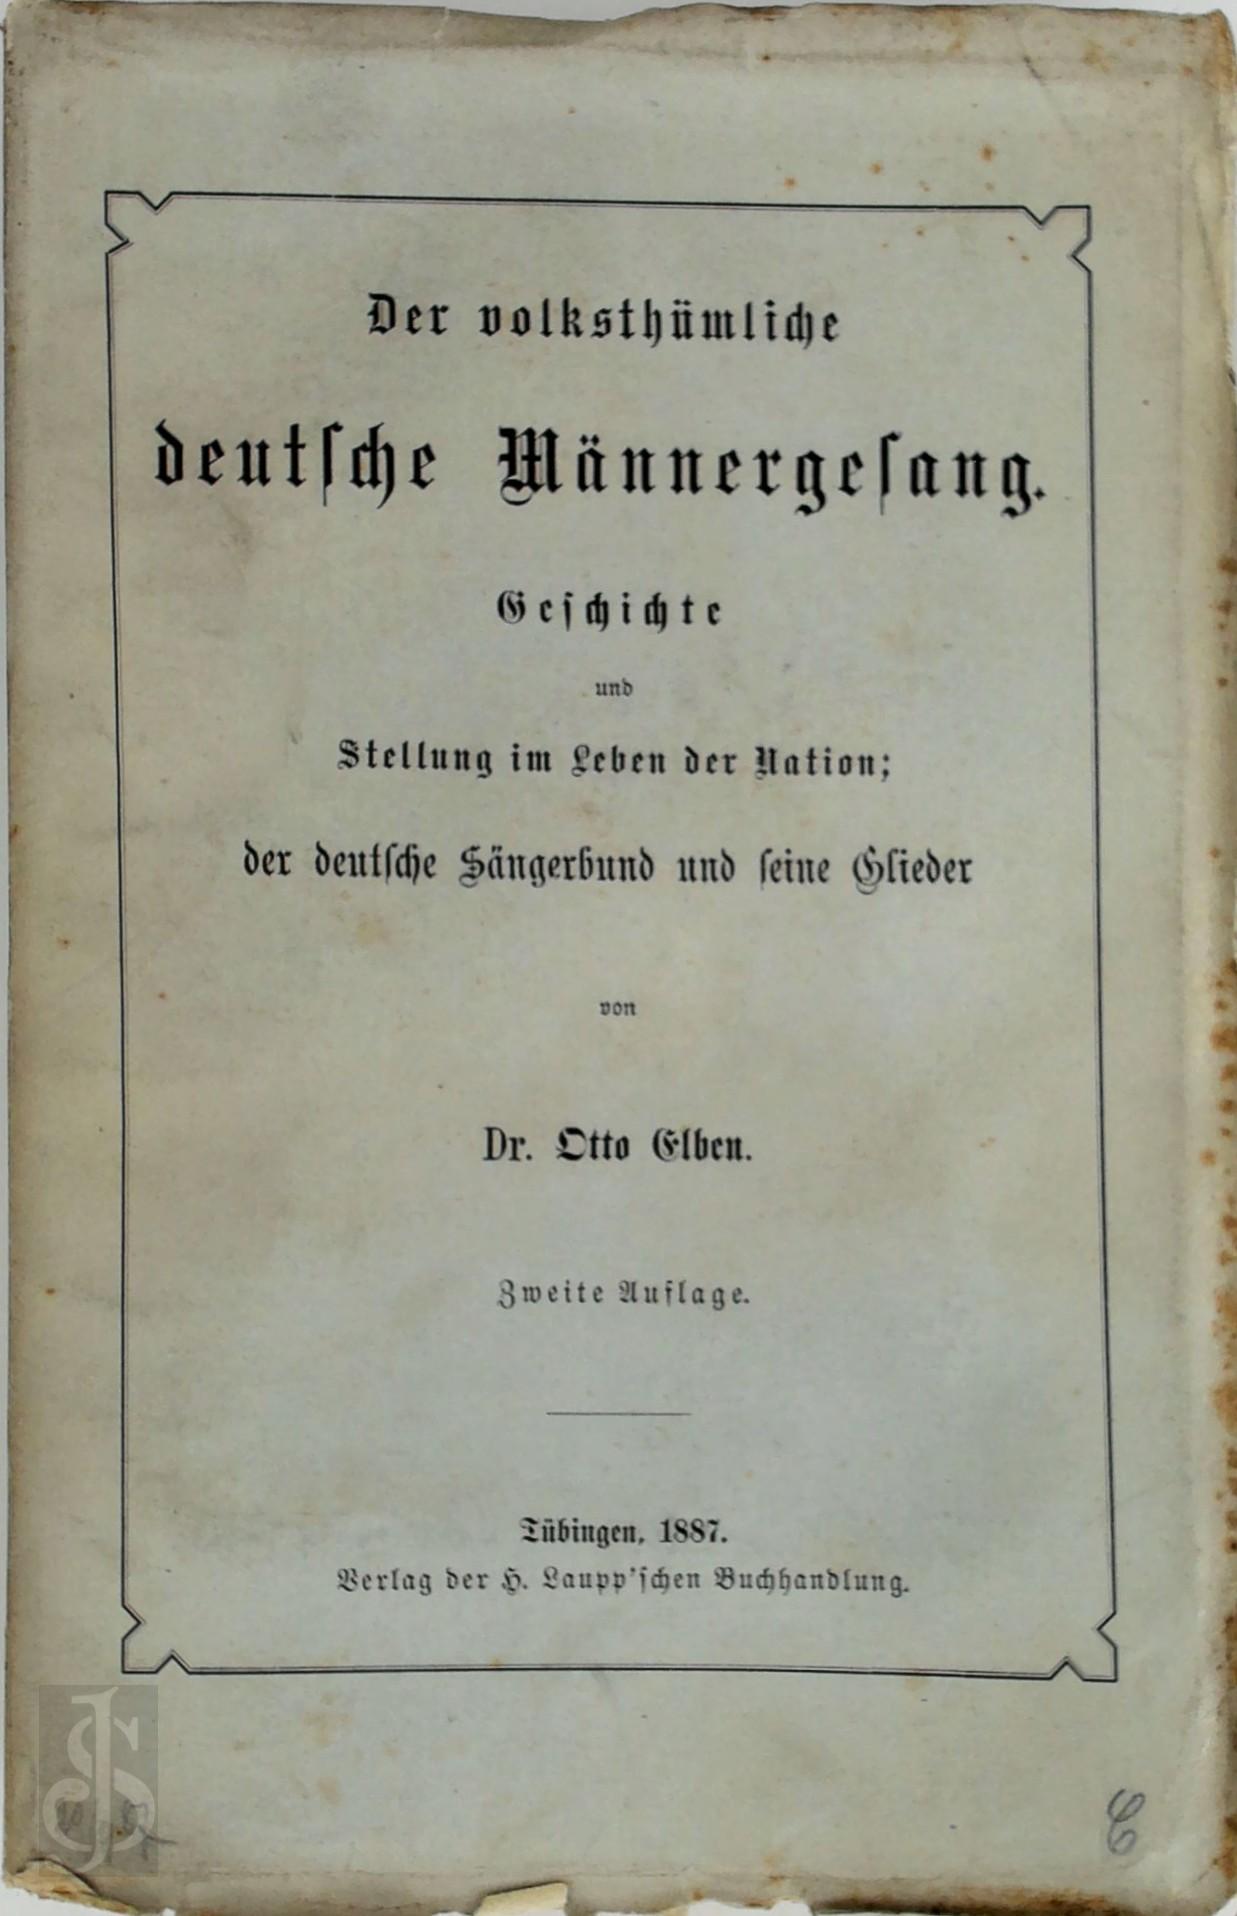 Der volksthümliche
deutsche Männergesang.
Geschichte
und
Stellung im Leben der Nation;
der deutsche Sängerbund und seine Glieder
von
Dr. Otto Elben.
Zweite Auflage.
Tübingen, 1887.
Verlag der H. Laupp'schen Buchhandlung.